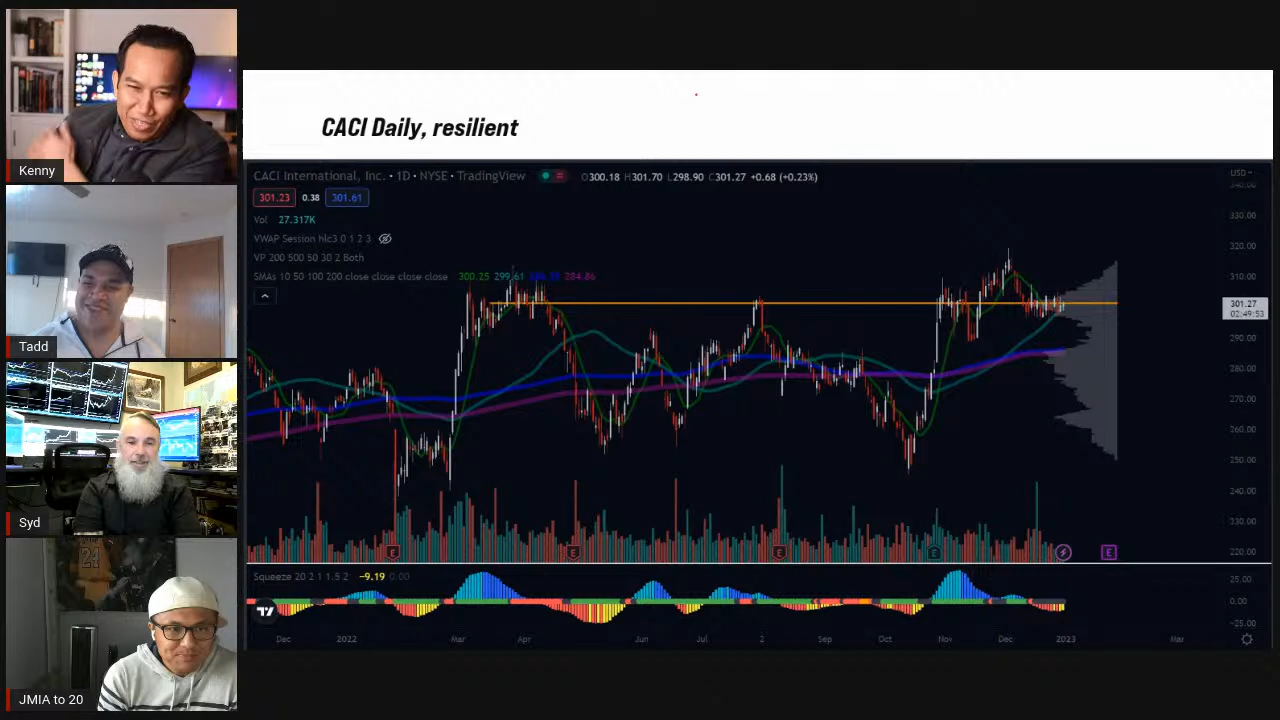 Kenny
Tadd
Syd
JMIA to 20
CACI Daily, resilient
CACI International, Inc. • 1D • NYSE • TradingView
O300.18 H301.70 L298.90 C301.27 +0.68 (+0.23%)
301.23 0.38 301.61
Vol 27.317K
VWAP Session hlc3 0 1 2 3
VP 200 500 50 30 2 Both
SMAs 10 50 100 200 close close close close 300.25 299.61 284.86
USD
340.00
330.00
320.00
310.00
301.27
02:49:53
290.00
280.00
270.00
260.00
250.00
240.00
230.00
220.00
E E E E E
Squeeze 20 2 1 1.5 2 −9.19 0.00
25.00
0.00
−25.00
Dec 2022 Mar Apr Jun Jul 2 Sep Oct Nov Dec 2023 Mar
24